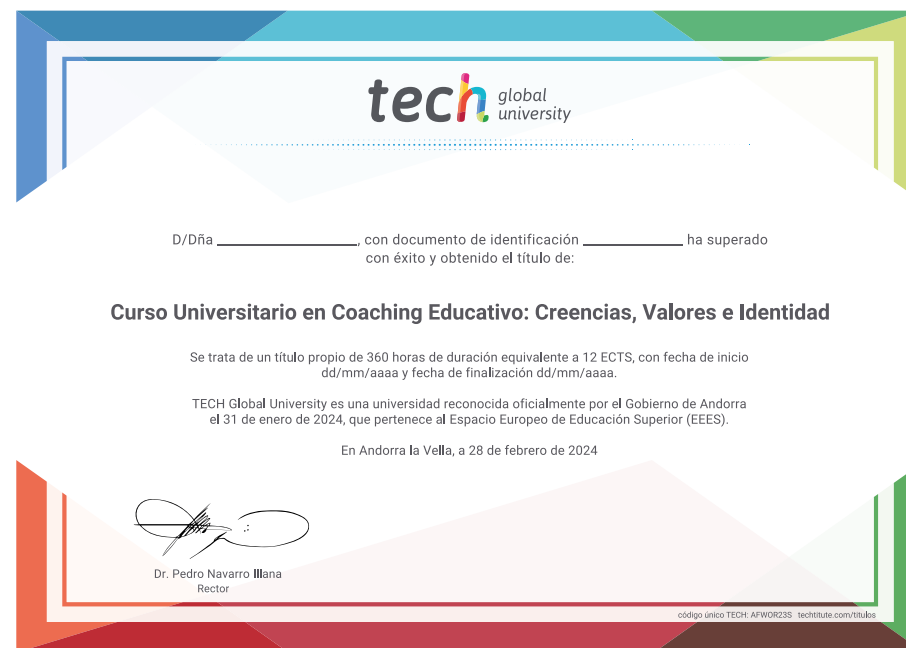 tech global university
D/Dña ________________, con documento de identificación ____________ ha superado
con éxito y obtenido el título de:
Curso Universitario en Coaching Educativo: Creencias, Valores e Identidad
Se trata de un título propio de 360 horas de duración equivalente a 12 ECTS, con fecha de inicio
dd/mm/aaaa y fecha de finalización dd/mm/aaaa.
TECH Global University es una universidad reconocida oficialmente por el Gobierno de Andorra
el 31 de enero de 2024, que pertenece al Espacio Europeo de Educación Superior (EEES).
En Andorra la Vella, a 28 de febrero de 2024
Dr. Pedro Navarro Illana
Rector
código único TECH: AFWOR23S techtitute.com/titulos